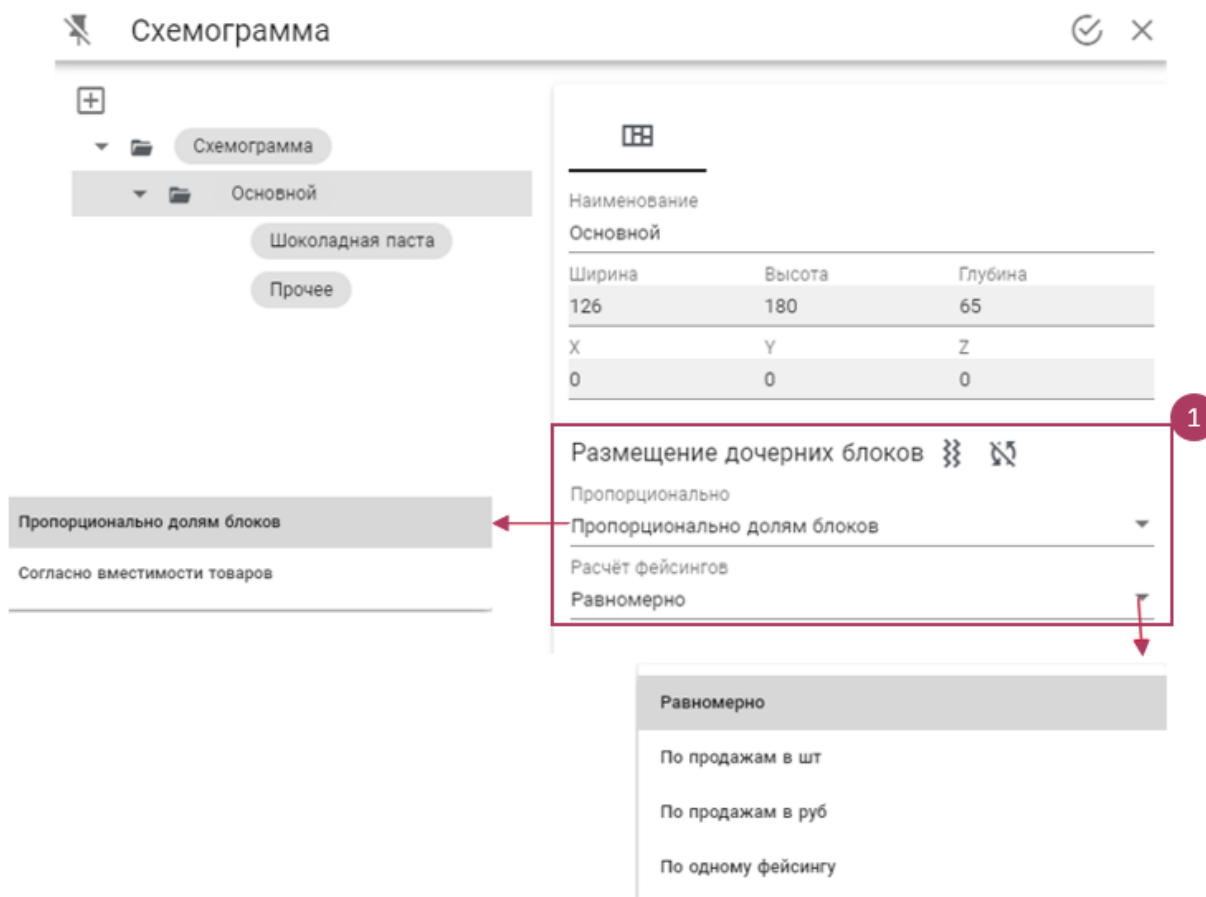 Схемограмма
Схемограмма
Основной
Шоколадная паста
Прочее
Наименование
Основной
Ширина Высота Глубина
126 180 65
X Y Z
0 0 0
1
Размещение дочерних блоков
Пропорционально
Пропорционально долям блоков
Расчёт фейсингов
Равномерно
Пропорционально долям блоков
Согласно вместимости товаров
Равномерно
По продажам в шт
По продажам в руб
По одному фейсингу